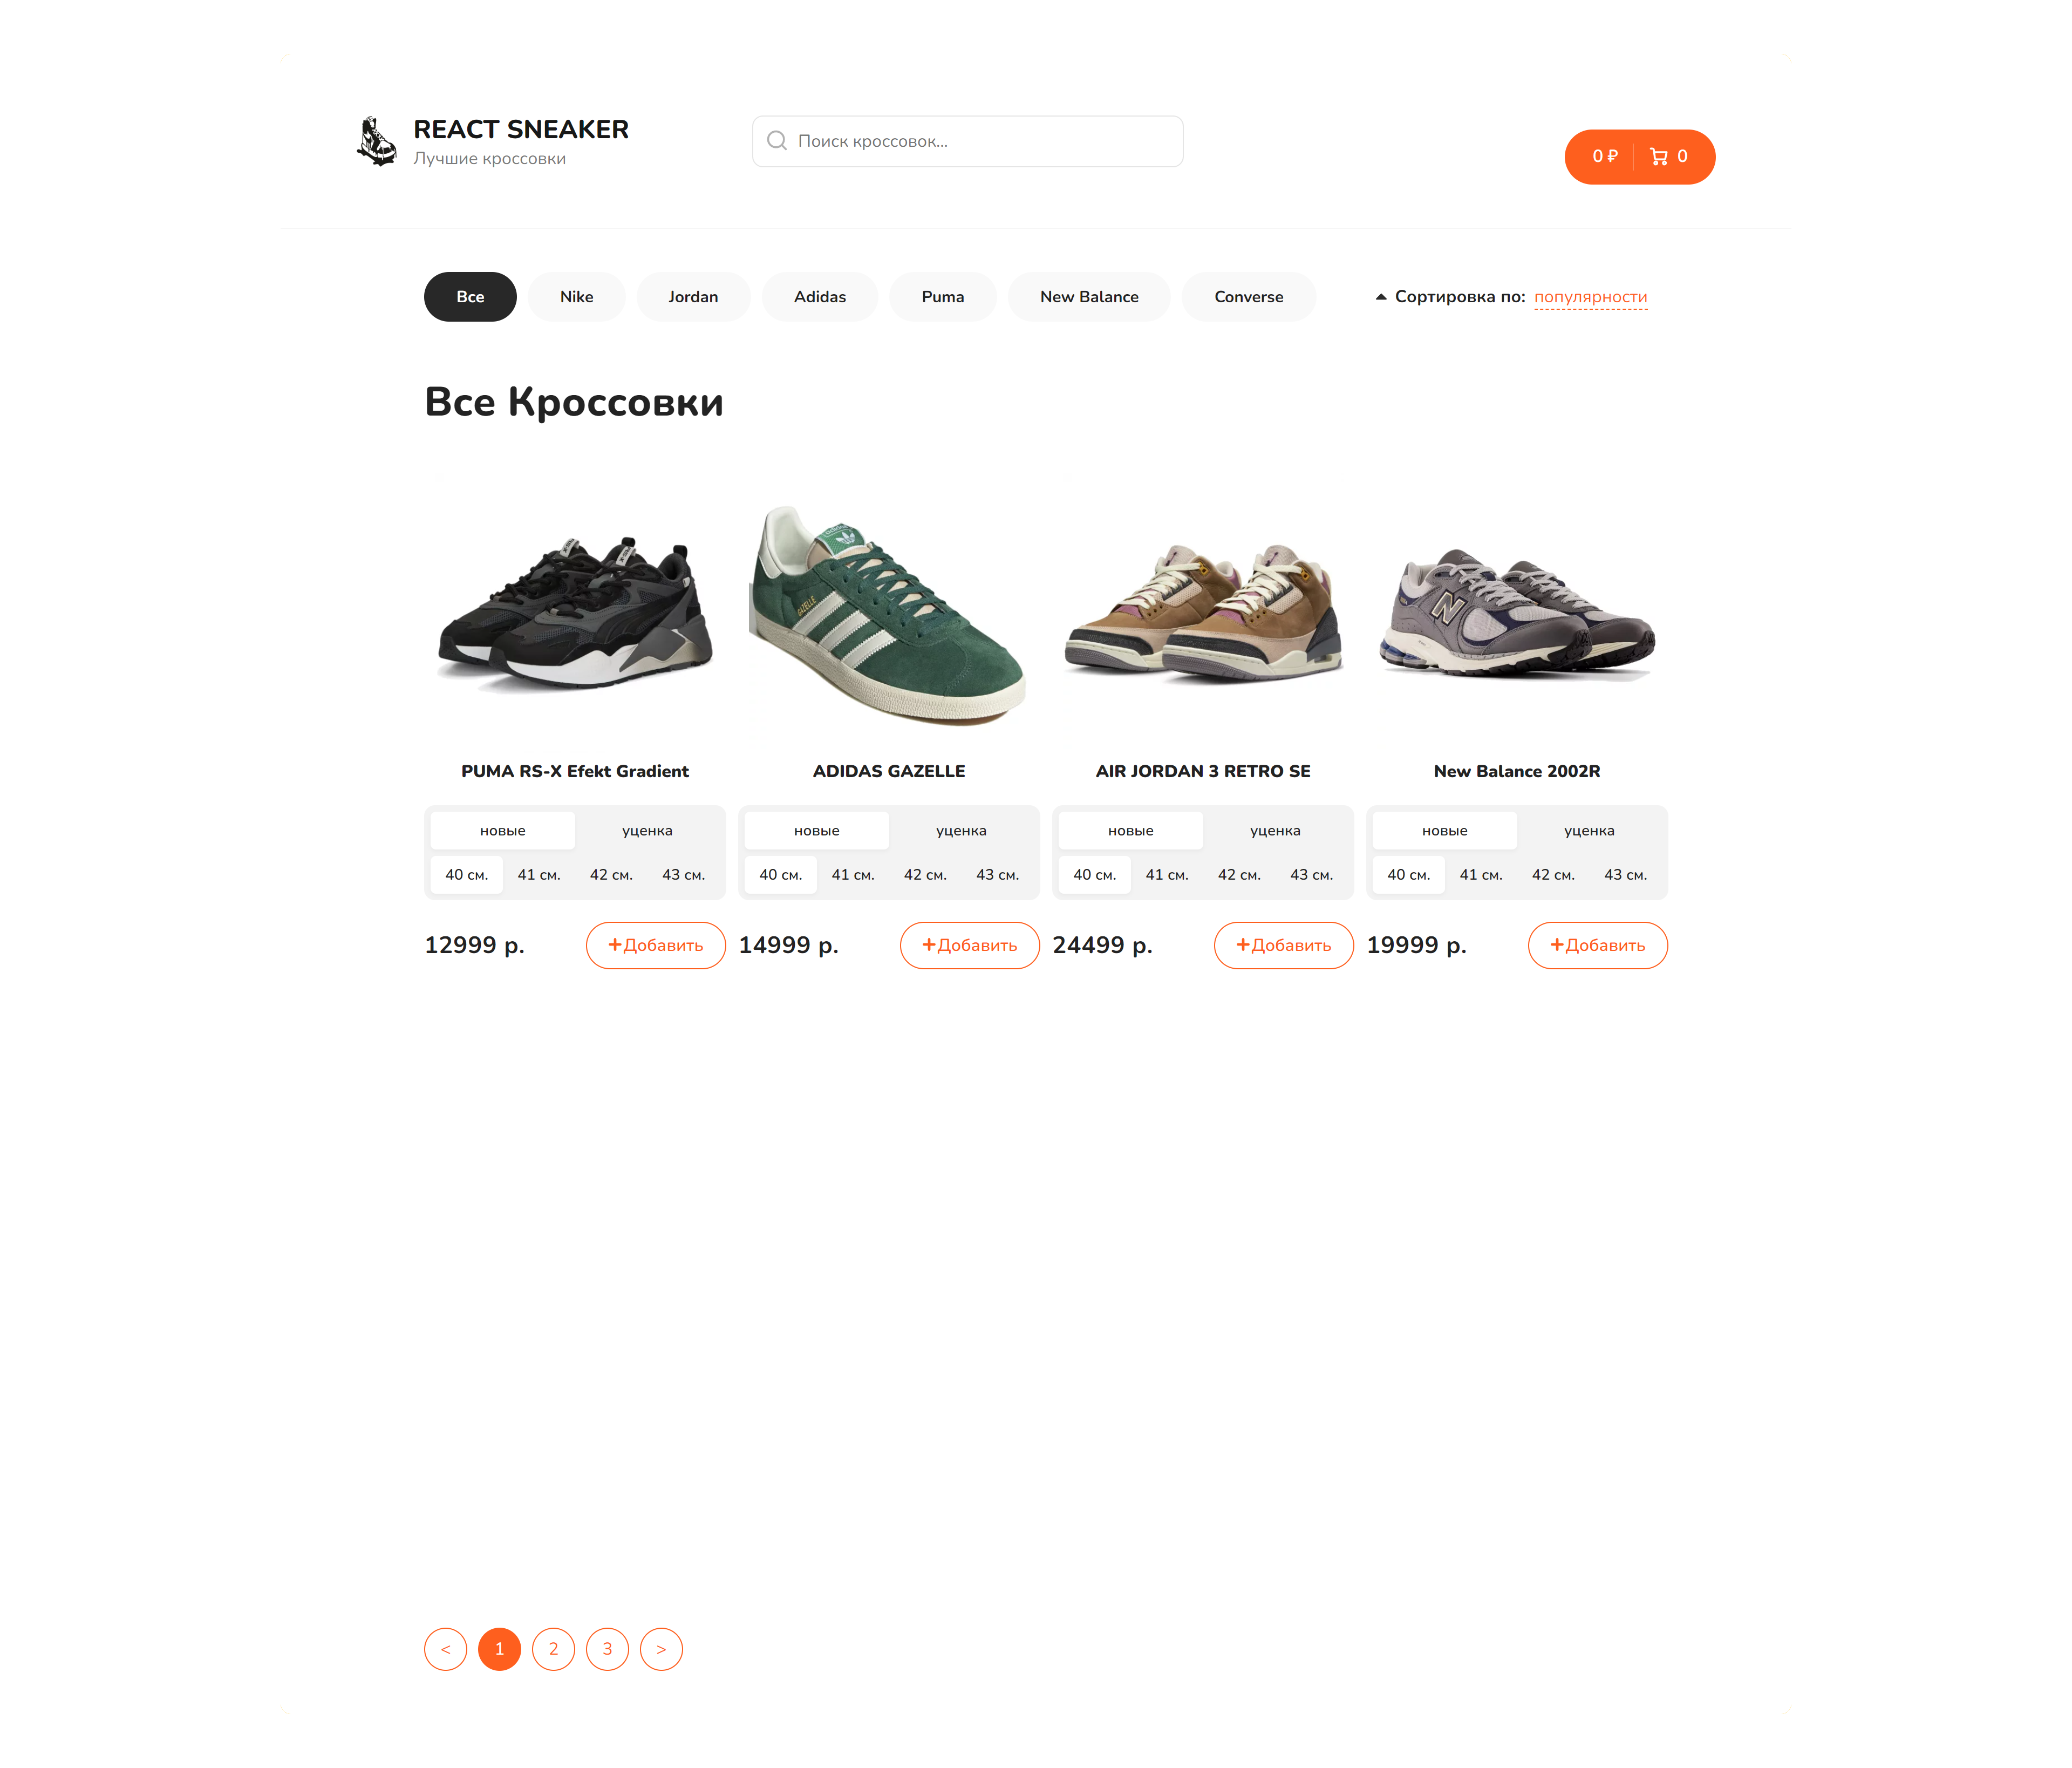 REACT SNEAKER
Лучшие кроссовки
Поиск кроссовок...
0 ₽ 0
Все Nike Jordan Adidas Puma New Balance Converse Сортировка по: популярности
Все Кроссовки
GAZELLE
N
PUMA RS-X Efekt Gradient ADIDAS GAZELLE AIR JORDAN 3 RETRO SE New Balance 2002R
новые уценка новые уценка новые уценка новые уценка
40 см. 41 см. 42 см. 43 см. 40 см. 41 см. 42 см. 43 см. 40 см. 41 см. 42 см. 43 см. 40 см. 41 см. 42 см. 43 см.
12999 р. +Добавить 14999 р. +Добавить 24499 р. +Добавить 19999 р. +Добавить
< 1 2 3 >